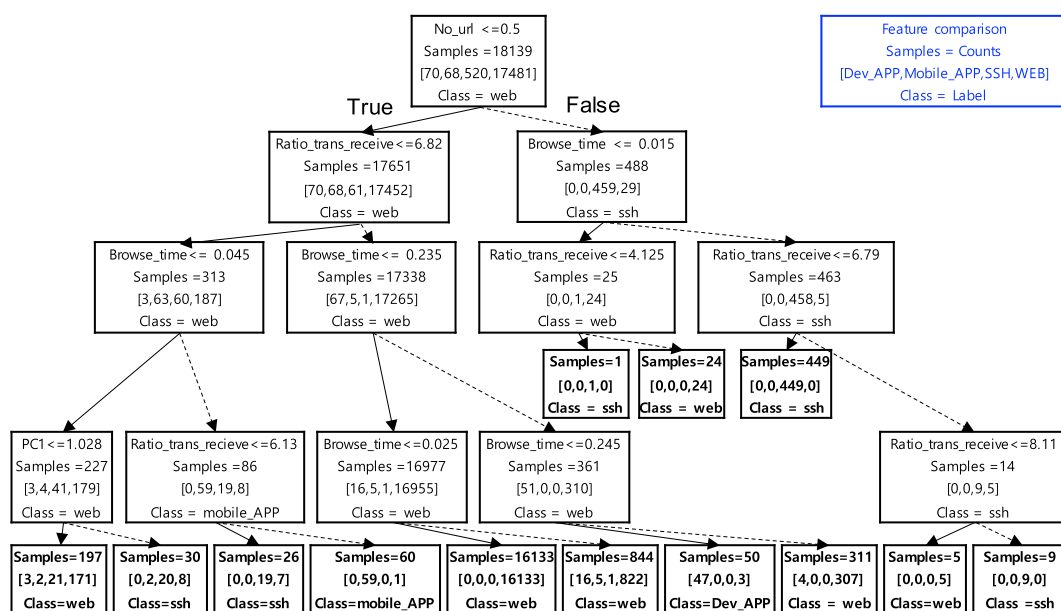 No_url <=0.5
Samples =18139
[70,68,520,17481]
Class = web
Feature comparison
Samples = Counts
[Dev_APP,Mobile_APP,SSH,WEB]
Class = Label
True
False
Ratio_trans_receive<=6.82
Samples =17651
[70,68,61,17452]
Class = web
Browse_time <= 0.015
Samples =488
[0,0,459,29]
Class = ssh
Browse_time<= 0.045
Samples =313
[3,63,60,187]
Class = web
Browse_time<= 0.235
Samples =17338
[67,5,1,17265]
Class = web
Ratio_trans_receive<=4.125
Samples =25
[0,0,1,24]
Class = web
Ratio_trans_receive<=6.79
Samples =463
[0,0,458,5]
Class = ssh
Samples=1
[0,0,1,0]
Class = ssh
Samples=24
[0,0,0,24]
Class = web
Samples=449
[0,0,449,0]
Class = ssh
PC1<=1.028
Samples =227
[3,4,41,179]
Class = web
Ratio_trans_recieve<=6.13
Samples =86
[0,59,19,8]
Class = mobile_APP
Browse_time<=0.025
Samples =16977
[16,5,1,16955]
Class = web
Browse_time<=0.245
Samples =361
[51,0,0,310]
Class = web
Ratio_trans_receive<=8.11
Samples =14
[0,0,9,5]
Class = ssh
Samples=197
[3,2,21,171]
Class=web
Samples=30
[0,2,20,8]
Class=ssh
Samples=26
[0,0,19,7]
Class=ssh
Samples=60
[0,59,0,1]
Class=mobile_APP
Samples=16133
[0,0,0,16133]
Class=web
Samples=844
[16,5,1,822]
Class=web
Samples=50
[47,0,0,3]
Class=Dev_APP
Samples=311
[4,0,0,307]
Class = web
Samples=5
[0,0,0,5]
Class=web
Samples=9
[0,0,9,0]
Class =ssh